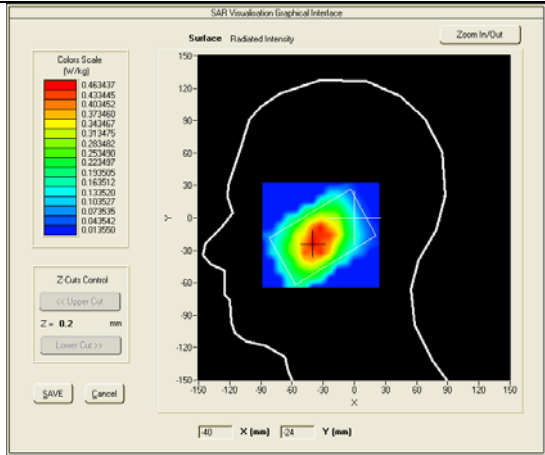 SAR Visualisation Graphical Interface
Surface Radiated Intensity
Zoom In/Out
Colors Scale
(W/kg)
0.463437
0.433445
0.403452
0.373460
0.343467
0.313475
0.283482
0.253490
0.223497
0.193505
0.163512
0.133520
0.103527
0.073535
0.043542
0.013550
150
120
90
60
30
0
-30
-60
-90
-120
-150
Y
-150 -120 -90 -60 -30 0 30 60 90 120 150
X
Z-Cuts Control
<< Upper Cut
Z = 0.2 mm
Lower Cut >>
SAVE Cancel
-40 X (mm) -24 Y (mm)